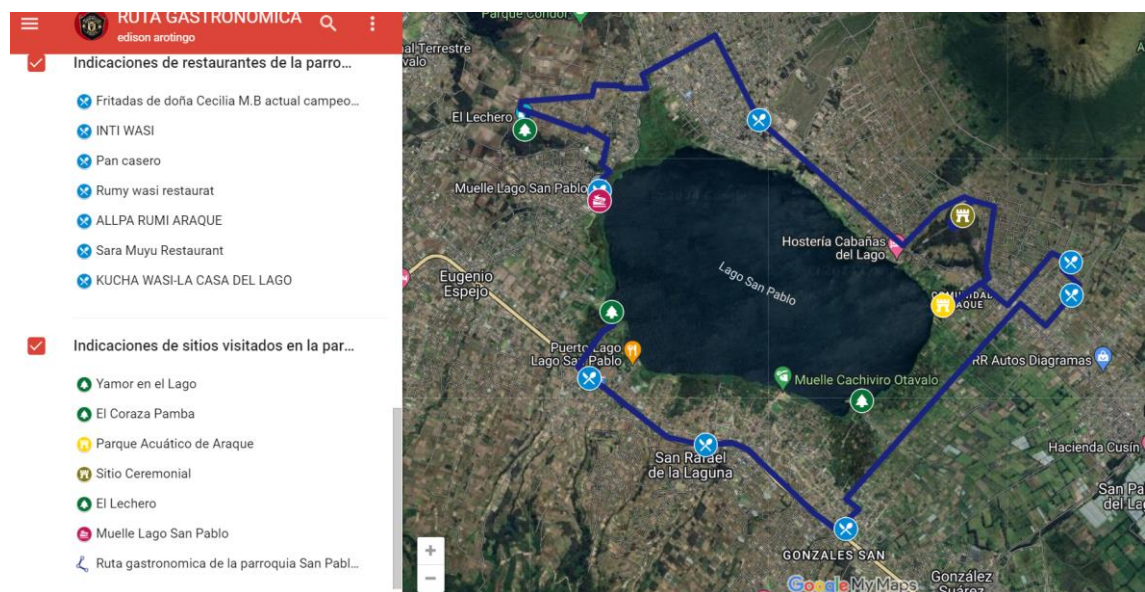 RUTA GASTRONOMICA
edison arotingo
Indicaciones de restaurantes de la parro...
Fritadas de doña Cecilia M.B actual campeo...
INTI WASI
Pan casero
Rumy wasi restaurat
ALLPA RUMI ARAQUE
Sara Muyu Restaurant
KUCHA WASI-LA CASA DEL LAGO
Indicaciones de sitios visitados en la par...
Yamor en el Lago
El Coraza Pamba
Parque Acuático de Araque
Sitio Ceremonial
El Lechero
Muelle Lago San Pablo
Ruta gastronomica de la parroquia San Pabl...
Parque Cóndor
al Terrestre
valo
El Lechero
Muelle Lago San Pablo
Hostería Cabañas
del Lago
Lago San Pablo
Eugenio
Espejo
Puerto Lago
Lago San Pablo
RR Autos Diagramas
Muelle Cachiviro Otavalo
San Rafael
de la Laguna
Hacienda Cusín
San Pa
del La
GONZALES SAN
González
Suárez
Google My Maps